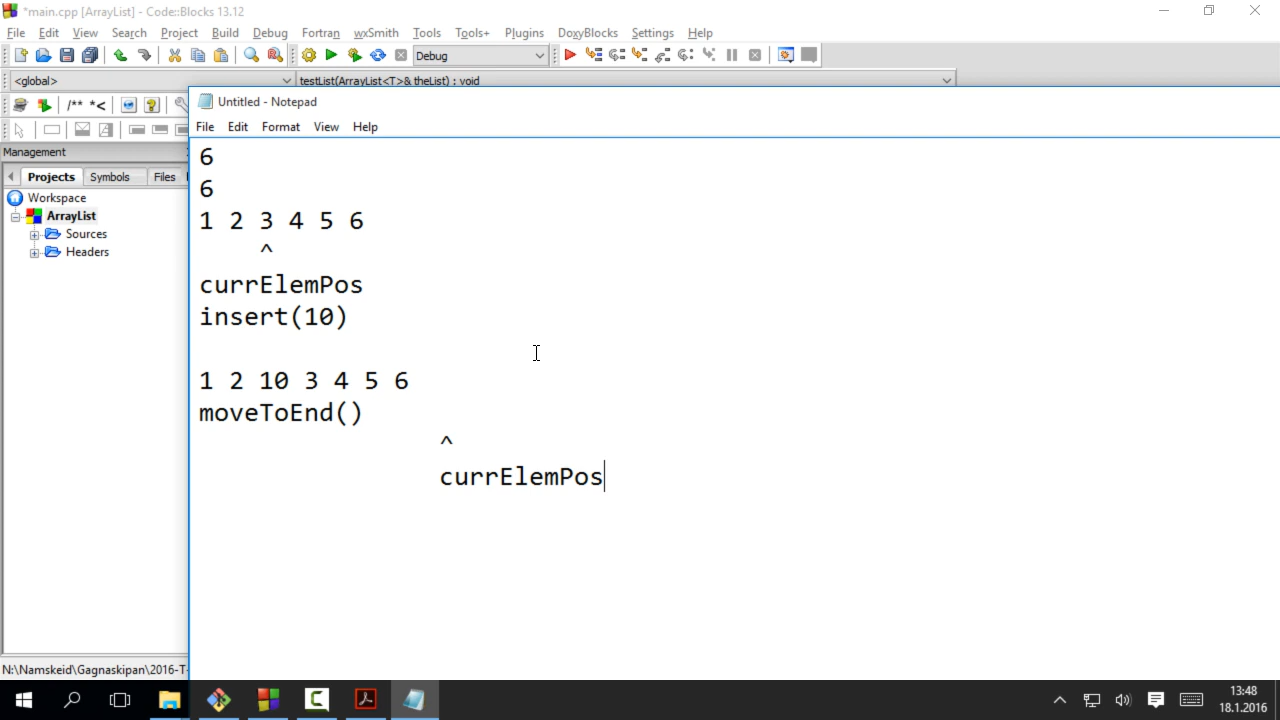 *main.cpp [ArrayList] - Code::Blocks 13.12
File Edit View Search Project Build Debug Fortran wxSmith Tools Tools+ Plugins DoxyBlocks Settings Help
Debug
<global> testList(ArrayList<T>& theList) : void
/** *<
Untitled - Notepad
File Edit Format View Help
Management
Projects Symbols Files
Workspace
ArrayList
Sources
Headers
6
6
1 2 3 4 5 6
^
currElemPos
insert(10)
1 2 10 3 4 5 6
moveToEnd()
^
currElemPos
N:\Namskeid\Gagnaskipan\2016-T-
13:48
18.1.2016